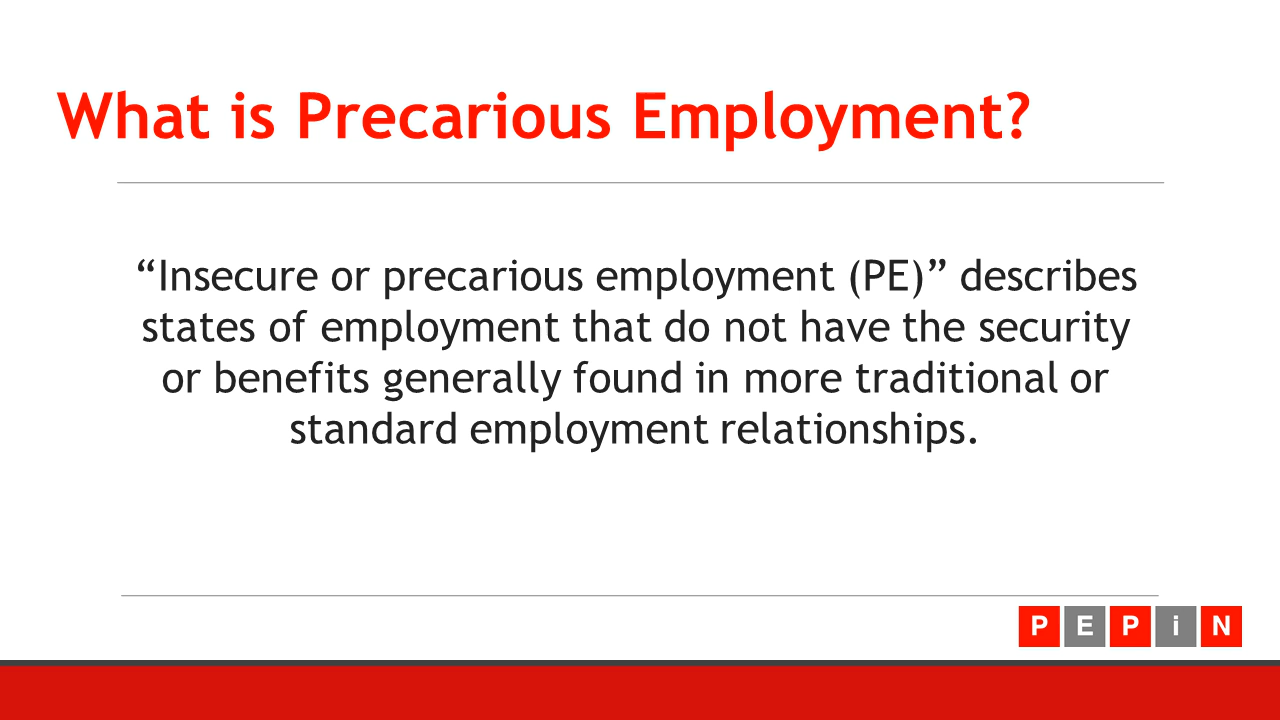 What is Precarious Employment?
“Insecure or precarious employment (PE)” describes
states of employment that do not have the security
or benefits generally found in more traditional or
standard employment relationships.
P E P i N